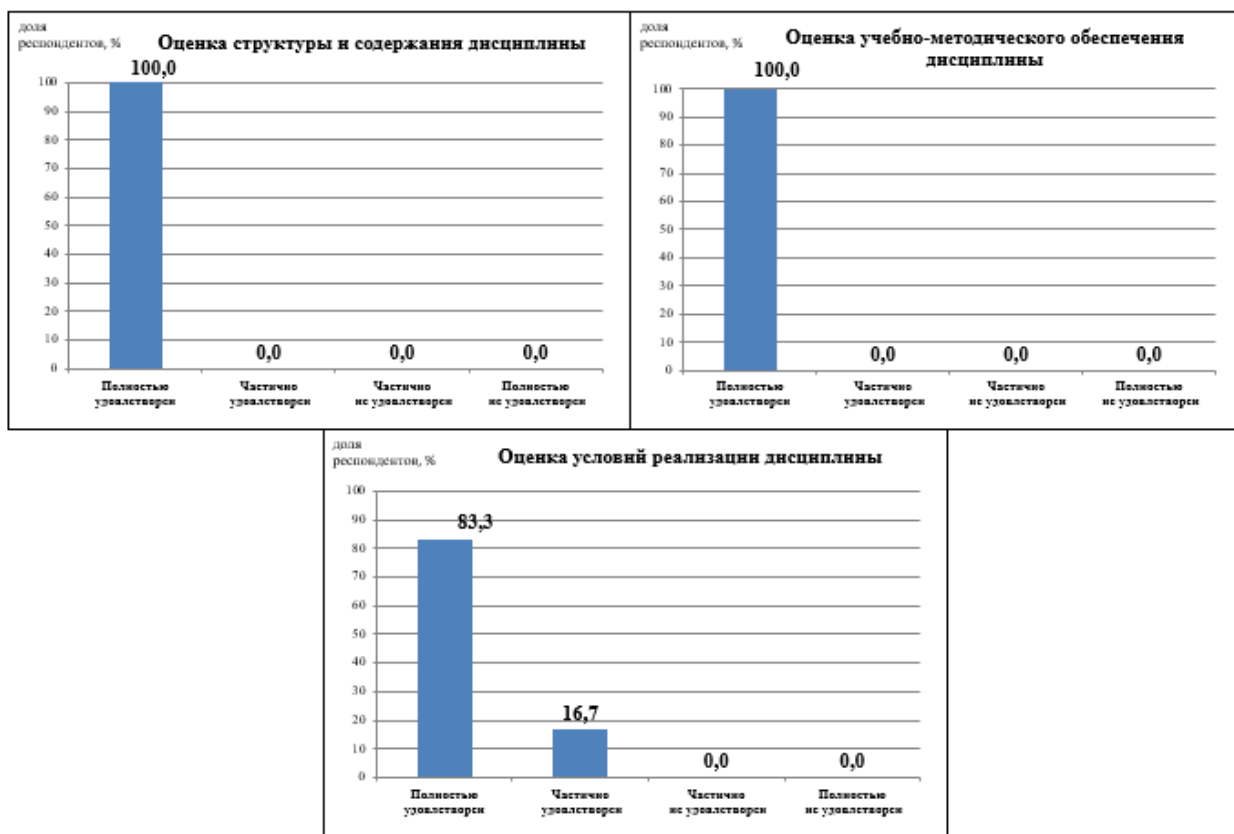 доля
респондентов, %
Оценка структуры и содержания дисциплины
100,0
100
90
80
70
60
50
40
30
20
10
0
0,0
0,0
0,0
Полностью
удовлетворен
Частично
удовлетворен
Частично
не удовлетворен
Полностью
не удовлетворен
доля
респондентов, %
Оценка учебно-методического обеспечения
дисциплины
100,0
100
90
80
70
60
50
40
30
20
10
0
0,0
0,0
0,0
Полностью
удовлетворен
Частично
удовлетворен
Частично
не удовлетворен
Полностью
не удовлетворен
доля
респондентов, %
Оценка условий реализации дисциплины
100
90
80
70
60
50
40
30
20
10
0
83,3
16,7
0,0
0,0
Полностью
удовлетворен
Частично
удовлетворен
Частично
не удовлетворен
Полностью
не удовлетворен